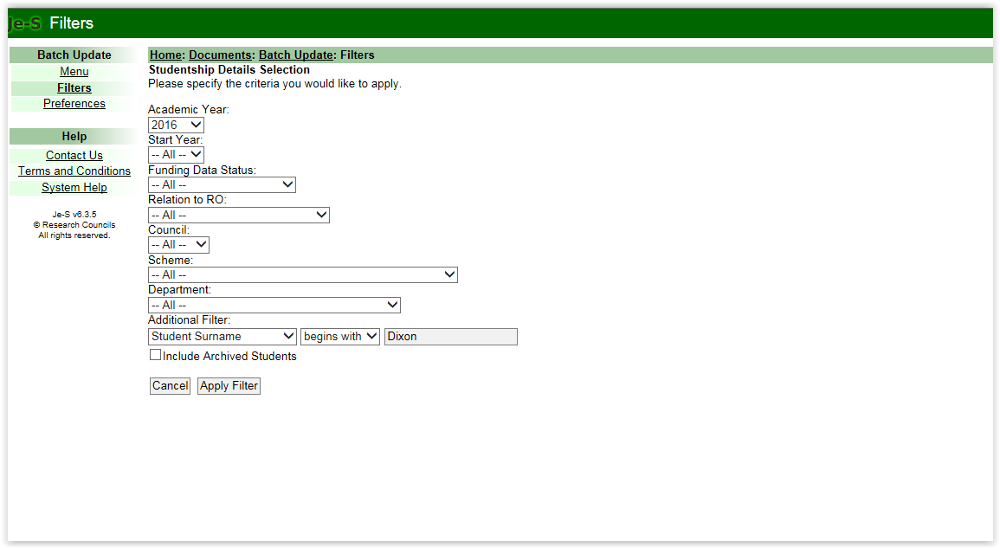 Je-S Filters
Batch Update
Menu
Filters
Preferences
Help
Contact Us
Terms and Conditions
System Help
Je-S v6.3.5
© Research Councils
All rights reserved.
Home: Documents: Batch Update: Filters
Studentship Details Selection
Please specify the criteria you would like to apply.
Academic Year:
2016
Start Year:
-- All --
Funding Data Status:
-- All --
Relation to RO:
-- All --
Council:
-- All --
Scheme:
-- All --
Department:
-- All --
Additional Filter:
Student Surname begins with Dixon
Include Archived Students
Cancel Apply Filter